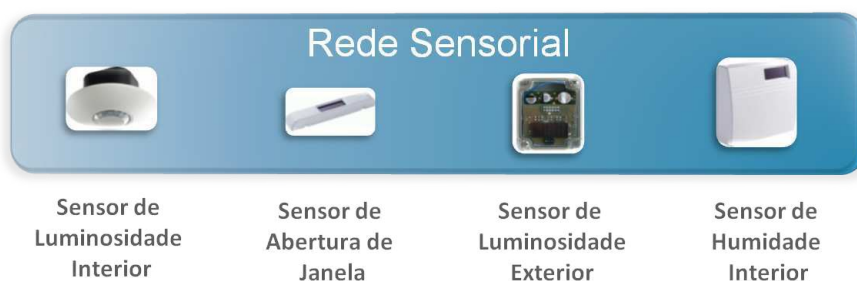 Rede Sensorial
Sensor de
Luminosidade
Interior
Sensor de
Abertura de
Janela
Sensor de
Luminosidade
Exterior
Sensor de
Humidade
Interior